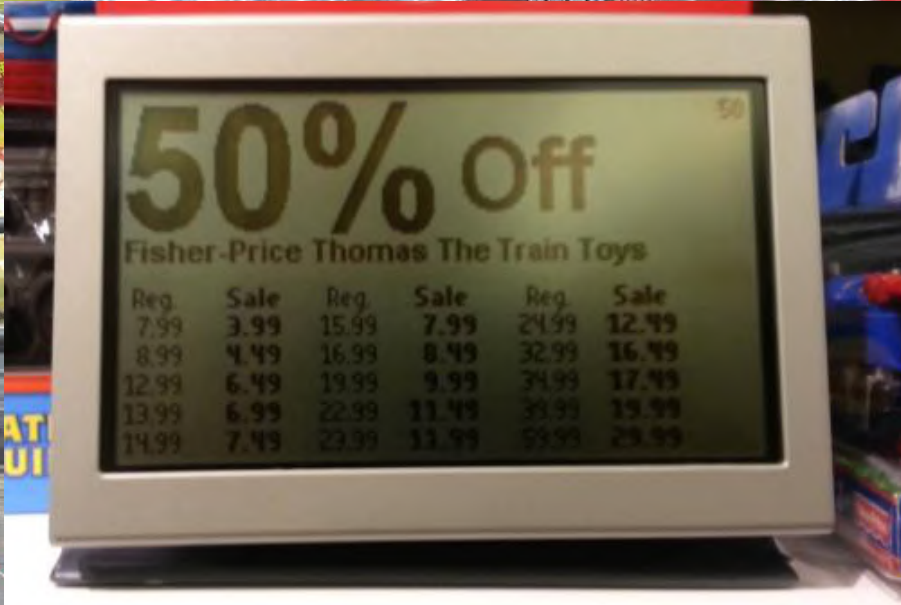 50
50% Off
Fisher-Price Thomas The Train Toys
Reg. Sale Reg. Sale Reg. Sale
7.99 3.99 15.99 7.99 24.99 12.49
8.99 4.49 16.99 8.49 32.99 16.49
12.99 6.49 19.99 9.99 34.99 17.49
13.99 6.99 22.99 11.49 39.99 19.99
14.99 7.49 23.99 11.99 59.99 29.99
AT
UI